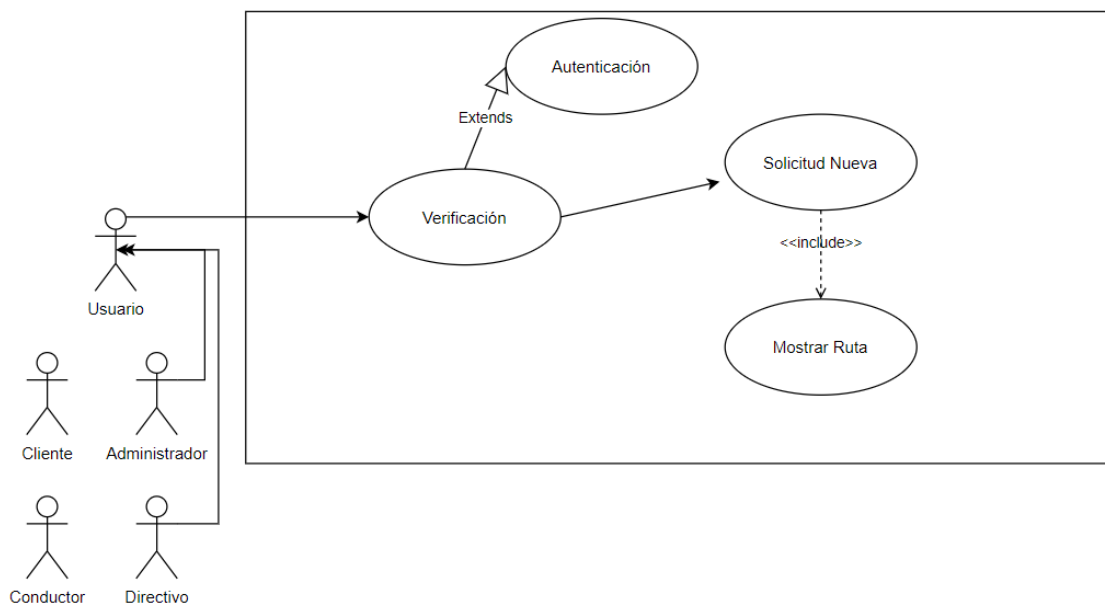 Autenticación
Extends
Solicitud Nueva
Verificación
<<include>>
Usuario
Mostrar Ruta
Cliente
Administrador
Conductor
Directivo